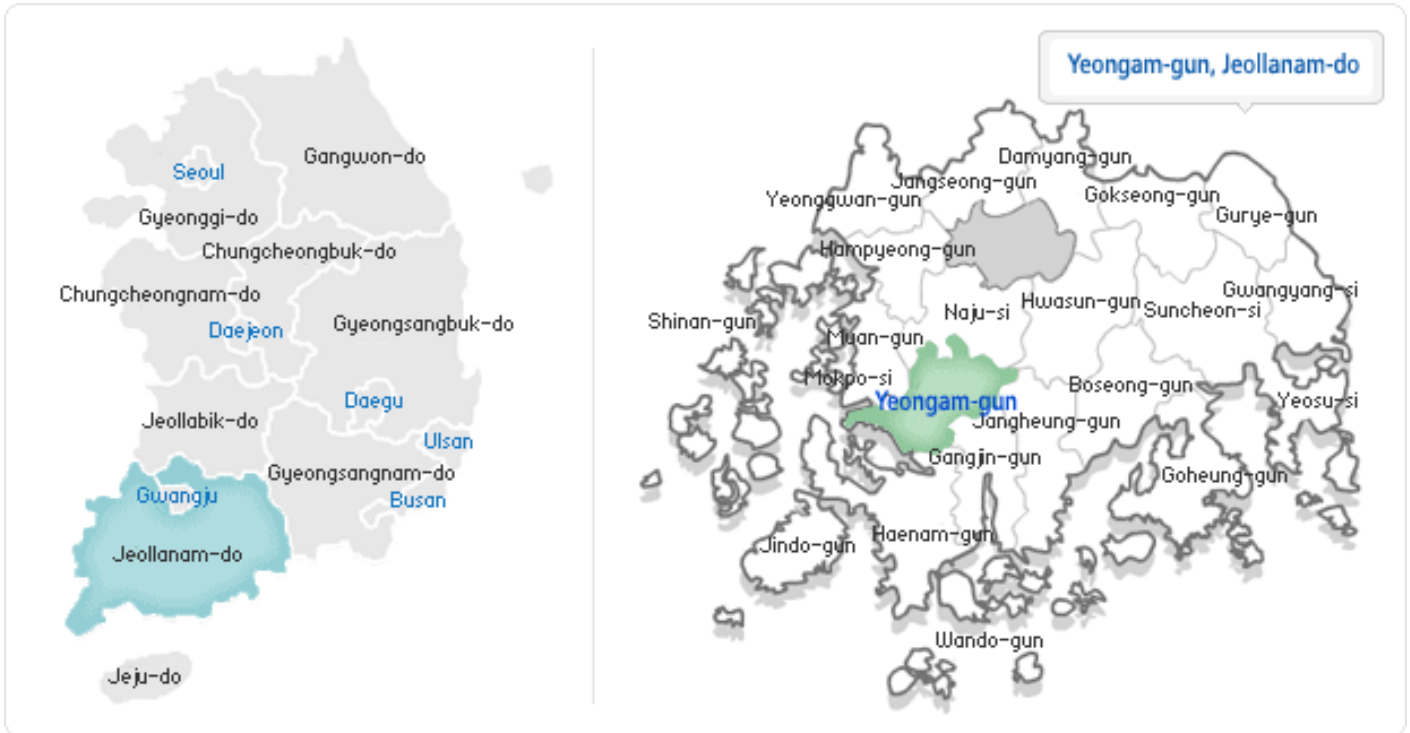 Gangwon-do
Seoul
Gyeonggi-do
Chungcheongbuk-do
Chungcheongnam-do
Daejeon
Gyeongsangbuk-do
Daegu
Jeollabik-do
Ulsan
Gyeongsangnam-do
Gwangju
Busan
Jeollanam-do
Jeju-do
Yeongam-gun, Jeollanam-do
Damyang-gun
Jangseong-gun
Gokseong-gun
Yeonggwan-gun
Gurye-gun
Hampyeong-gun
Gwangyang-si
Hwasun-gun
Suncheon-si
Naju-si
Shinan-gun
Muan-gun
Mokpo-si
Boseong-gun
Yeongam-gun
Yeosu-si
Jangheung-gun
Gangjin-gun
Goheung-gun
Haenam-gun
Jindo-gun
Wando-gun